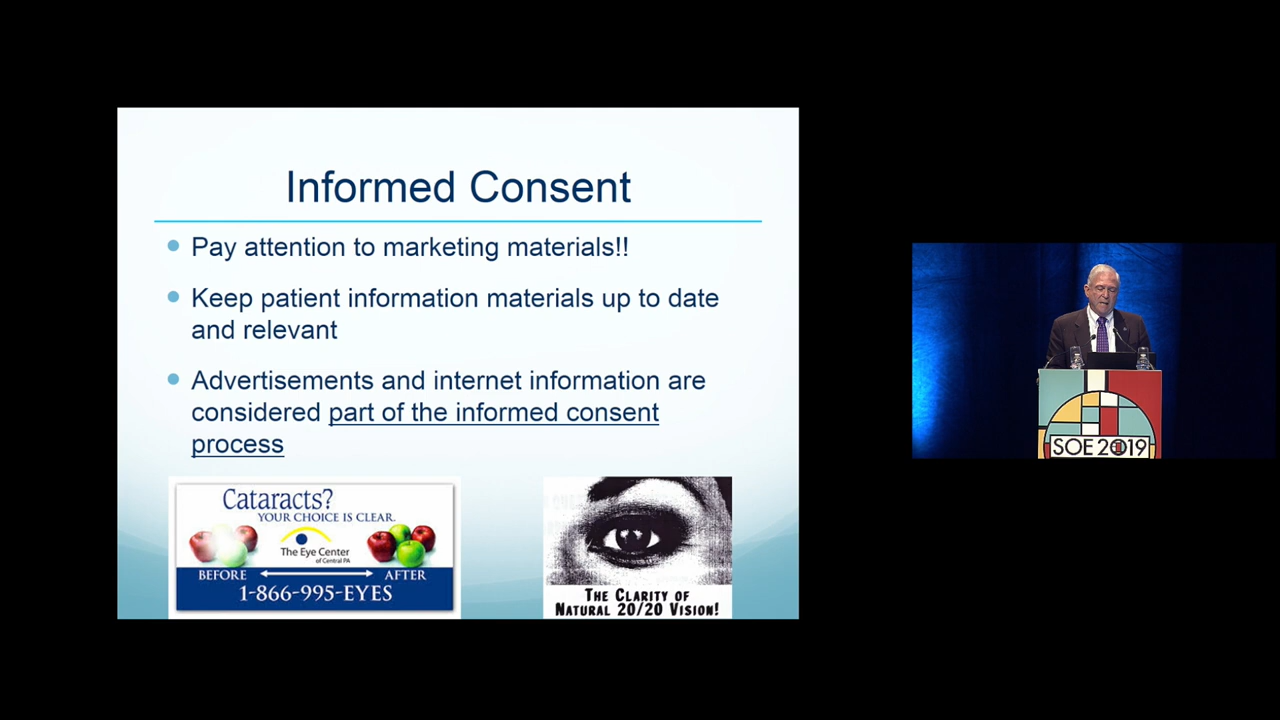 Informed Consent
Pay attention to marketing materials!!
Keep patient information materials up to date
and relevant
Advertisements and internet information are
considered part of the informed consent
process
Cataracts?
YOUR CHOICE IS CLEAR.
The Eye Center
of Central PA
BEFORE
AFTER
1-866-995-EYES
THE CLARITY OF
NATURAL 20/20 VISION!
SOE 2019